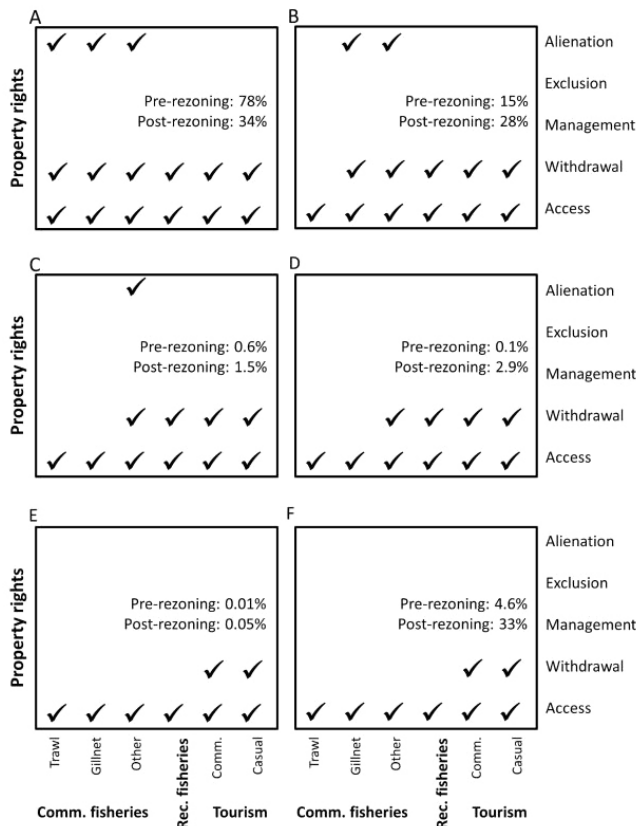 A
B
Property rights
Pre-rezoning: 78%
Post-rezoning: 34%
Pre-rezoning: 15%
Post-rezoning: 28%
Alienation
Exclusion
Management
Withdrawal
Access
C
D
Property rights
Pre-rezoning: 0.6%
Post-rezoning: 1.5%
Pre-rezoning: 0.1%
Post-rezoning: 2.9%
Alienation
Exclusion
Management
Withdrawal
Access
E
F
Property rights
Pre-rezoning: 0.01%
Post-rezoning: 0.05%
Pre-rezoning: 4.6%
Post-rezoning: 33%
Alienation
Exclusion
Management
Withdrawal
Access
Trawl
Gillnet
Other
Comm. fisheries
Rec. fisheries
Comm.
Casual
Tourism
Trawl
Gillnet
Other
Comm. fisheries
Rec. fisheries
Comm.
Casual
Tourism